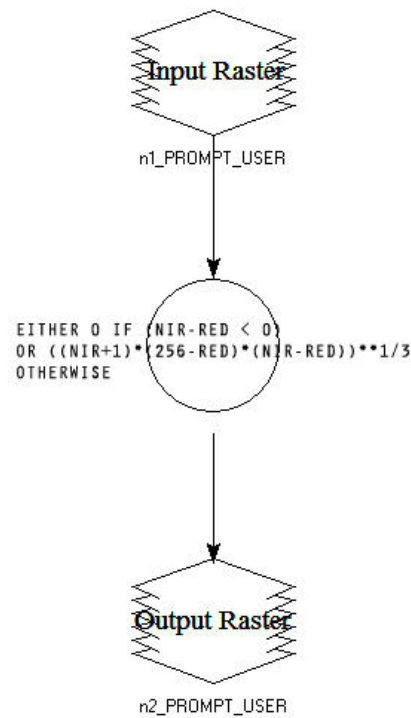 Input Raster
n1_PROMPT_USER
EITHER 0 IF (NIR-RED < 0)
OR ((NIR+1)*(256-RED)*(NIR-RED))**1/3
OTHERWISE
Output Raster
n2_PROMPT_USER